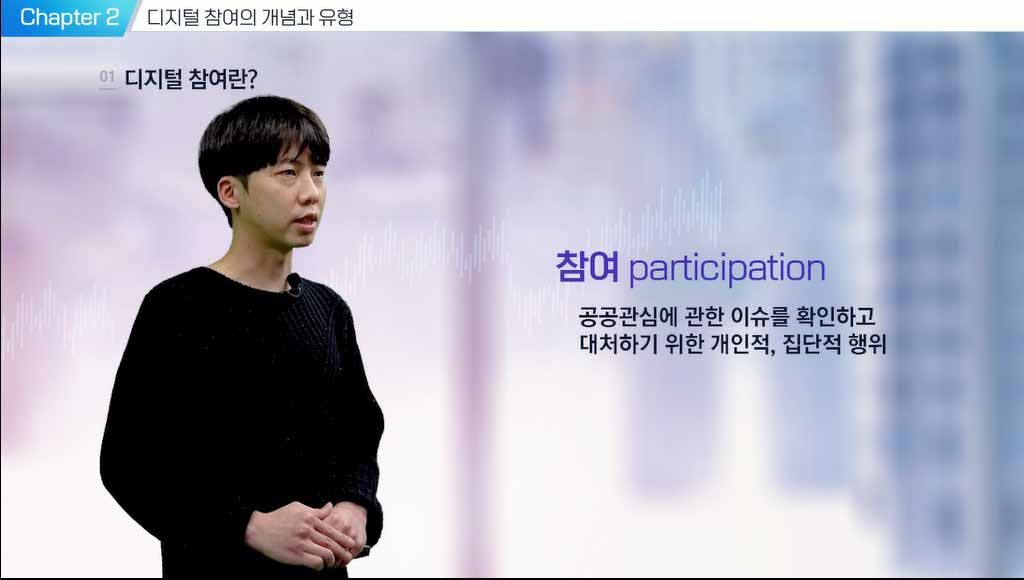 Chapter 2 디지털 참여의 개념과 유형
01 디지털 참여란?
참여 participation
공공관심에 관한 이슈를 확인하고
대처하기 위한 개인적, 집단적 행위